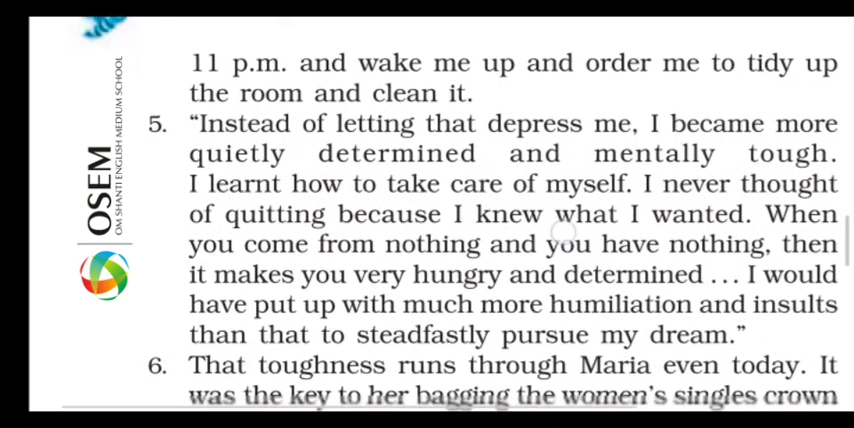 11 p.m. and wake me up and order me to tidy up
the room and clean it.
5. “Instead of letting that depress me, I became more
quietly determined and mentally tough.
I learnt how to take care of myself. I never thought
of quitting because I knew what I wanted. When
you come from nothing and you have nothing, then
it makes you very hungry and determined ... I would
have put up with much more humiliation and insults
than that to steadfastly pursue my dream.”
6. That toughness runs through Maria even today. It
was the key to her bagging the women’s singles crown
OSEM
OM SHANTI ENGLISH MEDIUM SCHOOL